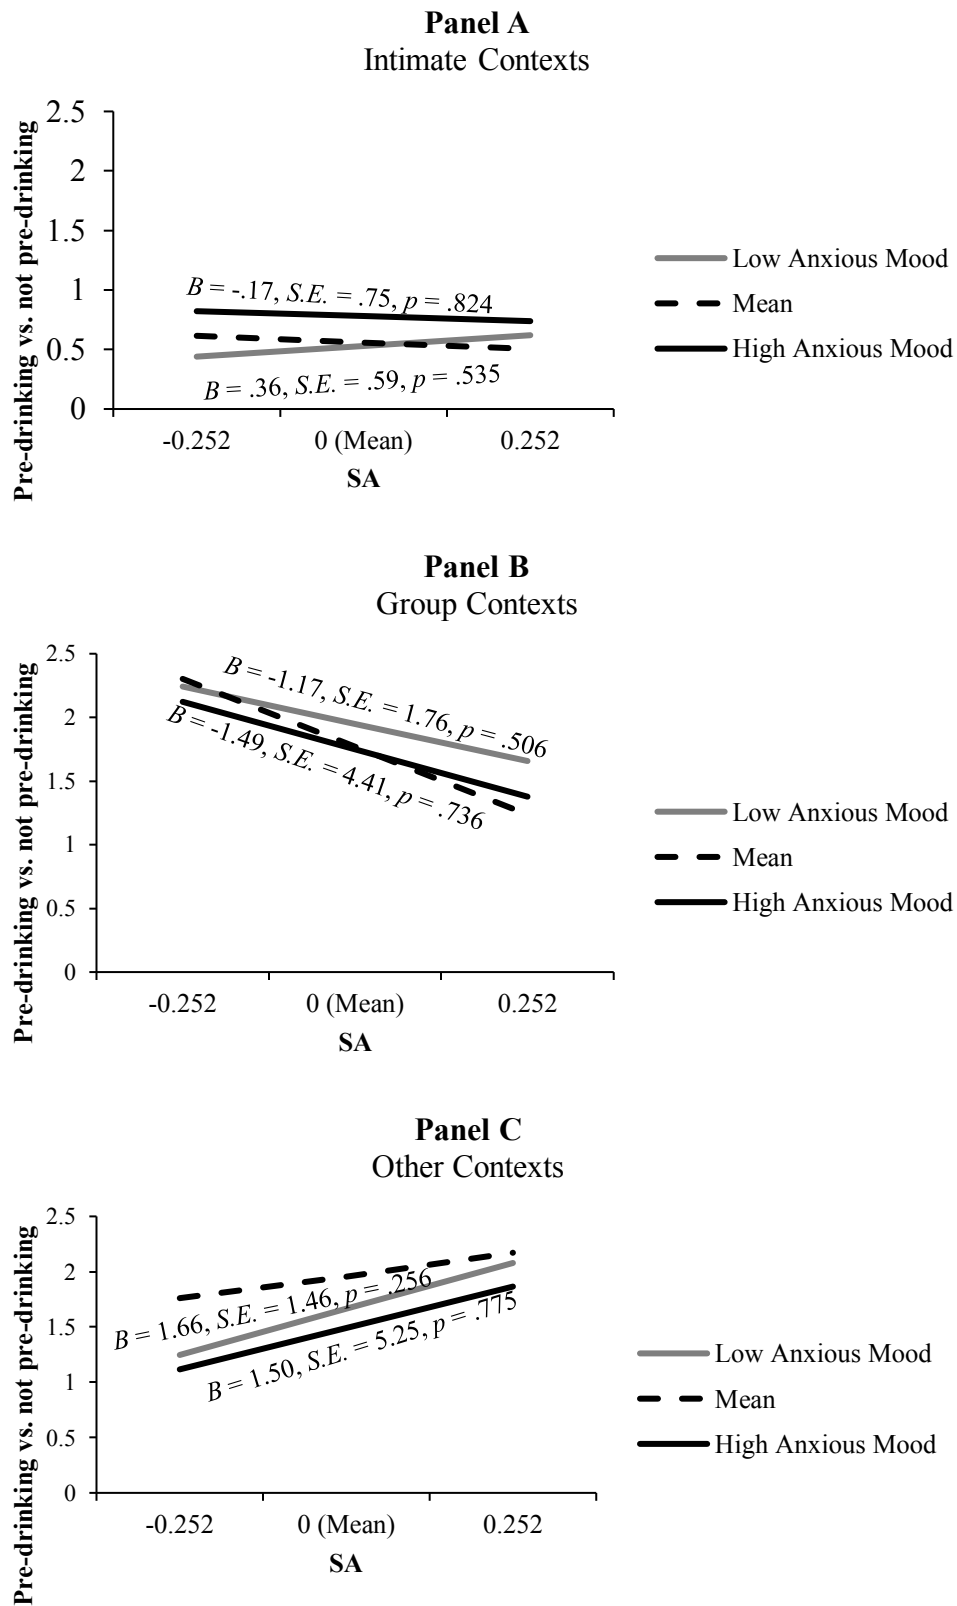 Panel A
Intimate Contexts
Pre-drinking vs. not pre-drinking
2.5
2
1.5
1
0.5
0
B = -.17, S.E. = .75, p = .824
B = .36, S.E. = .59, p = .535
-0.252
0 (Mean)
0.252
SA
Low Anxious Mood
Mean
High Anxious Mood
Panel B
Group Contexts
Pre-drinking vs. not pre-drinking
2.5
2
1.5
1
0.5
0
B = -1.17, S.E. = 1.76, p = .506
B = -1.49, S.E. = 4.41, p = .736
-0.252
0 (Mean)
0.252
SA
Low Anxious Mood
Mean
High Anxious Mood
Panel C
Other Contexts
Pre-drinking vs. not pre-drinking
2.5
2
1.5
1
0.5
0
B = 1.66, S.E. = 1.46, p = .256
B = 1.50, S.E. = 5.25, p = .775
-0.252
0 (Mean)
0.252
SA
Low Anxious Mood
Mean
High Anxious Mood